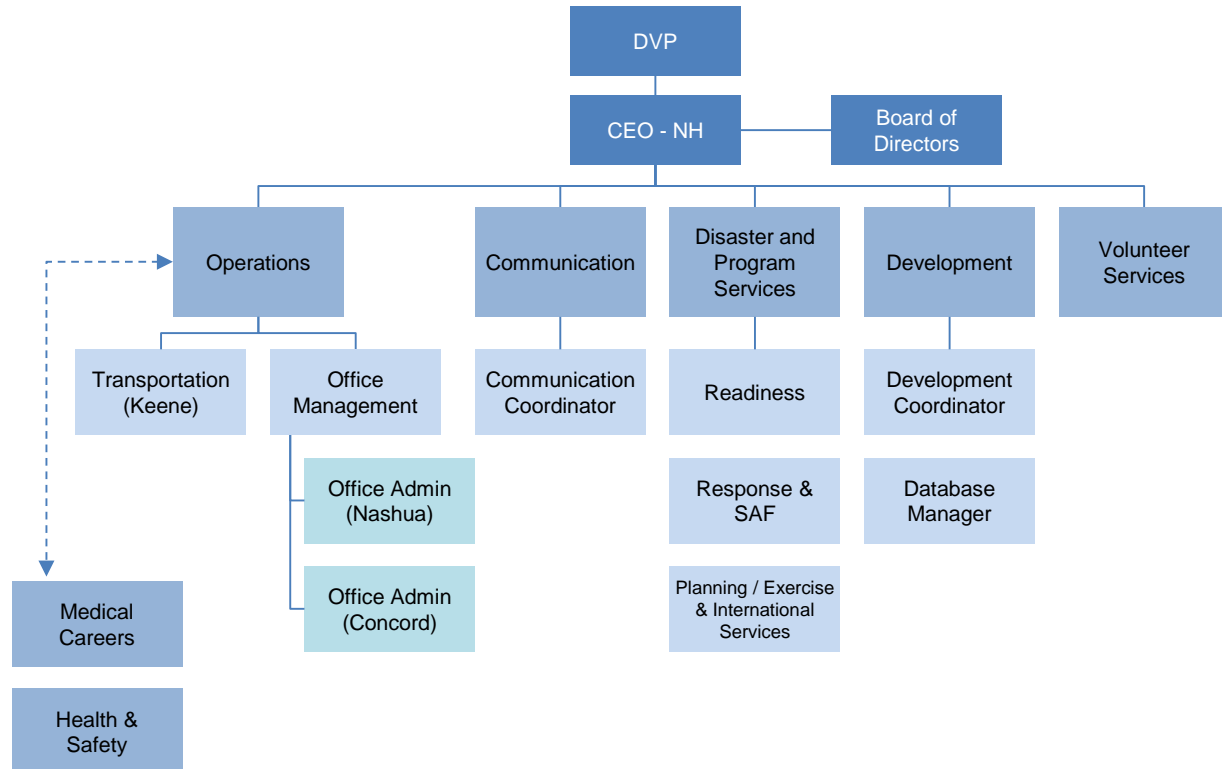 DVP
CEO - NH
Board of
Directors
Operations
Communication
Disaster and
Program
Services
Development
Volunteer
Services
Transportation
(Keene)
Office
Management
Communication
Coordinator
Readiness
Development
Coordinator
Office Admin
(Nashua)
Response &
SAF
Database
Manager
Medical
Careers
Office Admin
(Concord)
Planning / Exercise
& International
Services
Health &
Safety